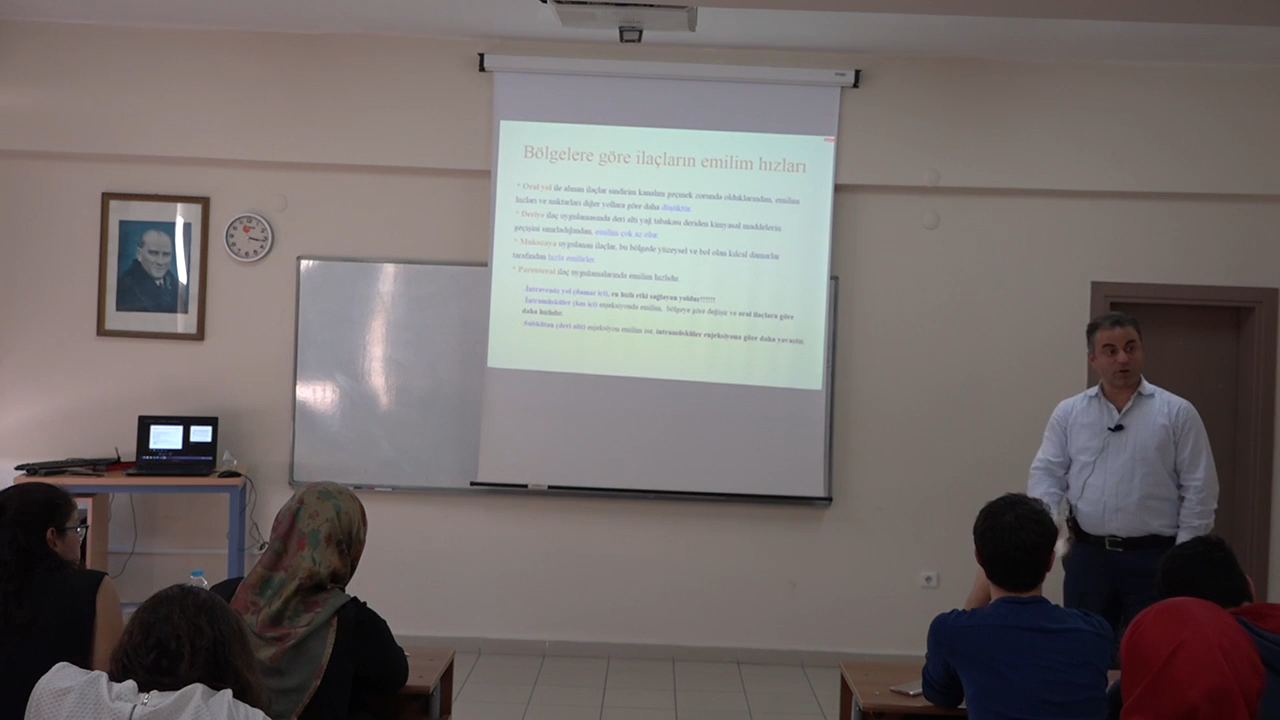 Bölgelere göre ilaçların emilim hızları
* Oral yol ile alınan ilaçlar sindirim kanalını geçmek zorunda olduklarından, emilim
hızları ve miktarları diğer yollara göre daha düşüktür.
* Deriye ilaç uygulamasında deri altı yağ tabakası deriden kimyasal maddelerin
geçişini sınırladığından, emilim çok az olur.
* Mukozaya uygulanan ilaçlar, bu bölgede yüzeysel ve bol olan kılcal damarlar
tarafından hızla emilirler.
* Parenteral ilaç uygulamalarında emilim hızlıdır.
.İntravenöz yol (damar içi), en hızlı etki sağlayan yoldur!!!!!!
.İntramüsküler (kas içi) enjeksiyonda emilim, bölgeye göre değişir ve oral ilaçlara göre
daha hızlıdır.
.Subkütan (deri altı) enjeksiyon emilim ise, intramüsküler enjeksiyona göre daha yavaştır.